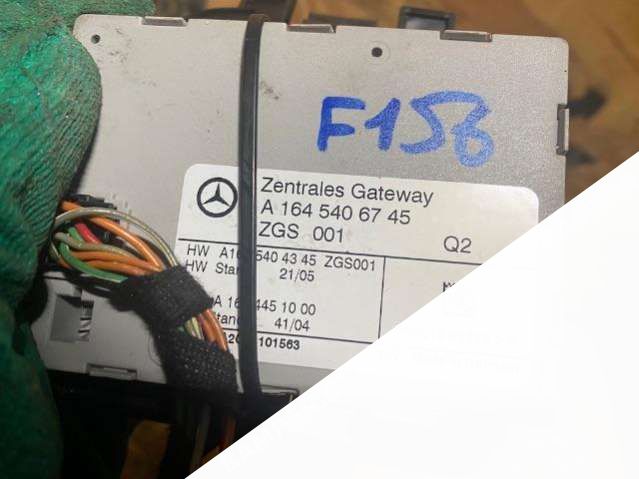 F156
Zentrales Gateway
A 164 540 67 45
ZGS 001 Q2
HW 540 43 45 ZGS001
HW 21/05
A 445 10 00
41/04
101563